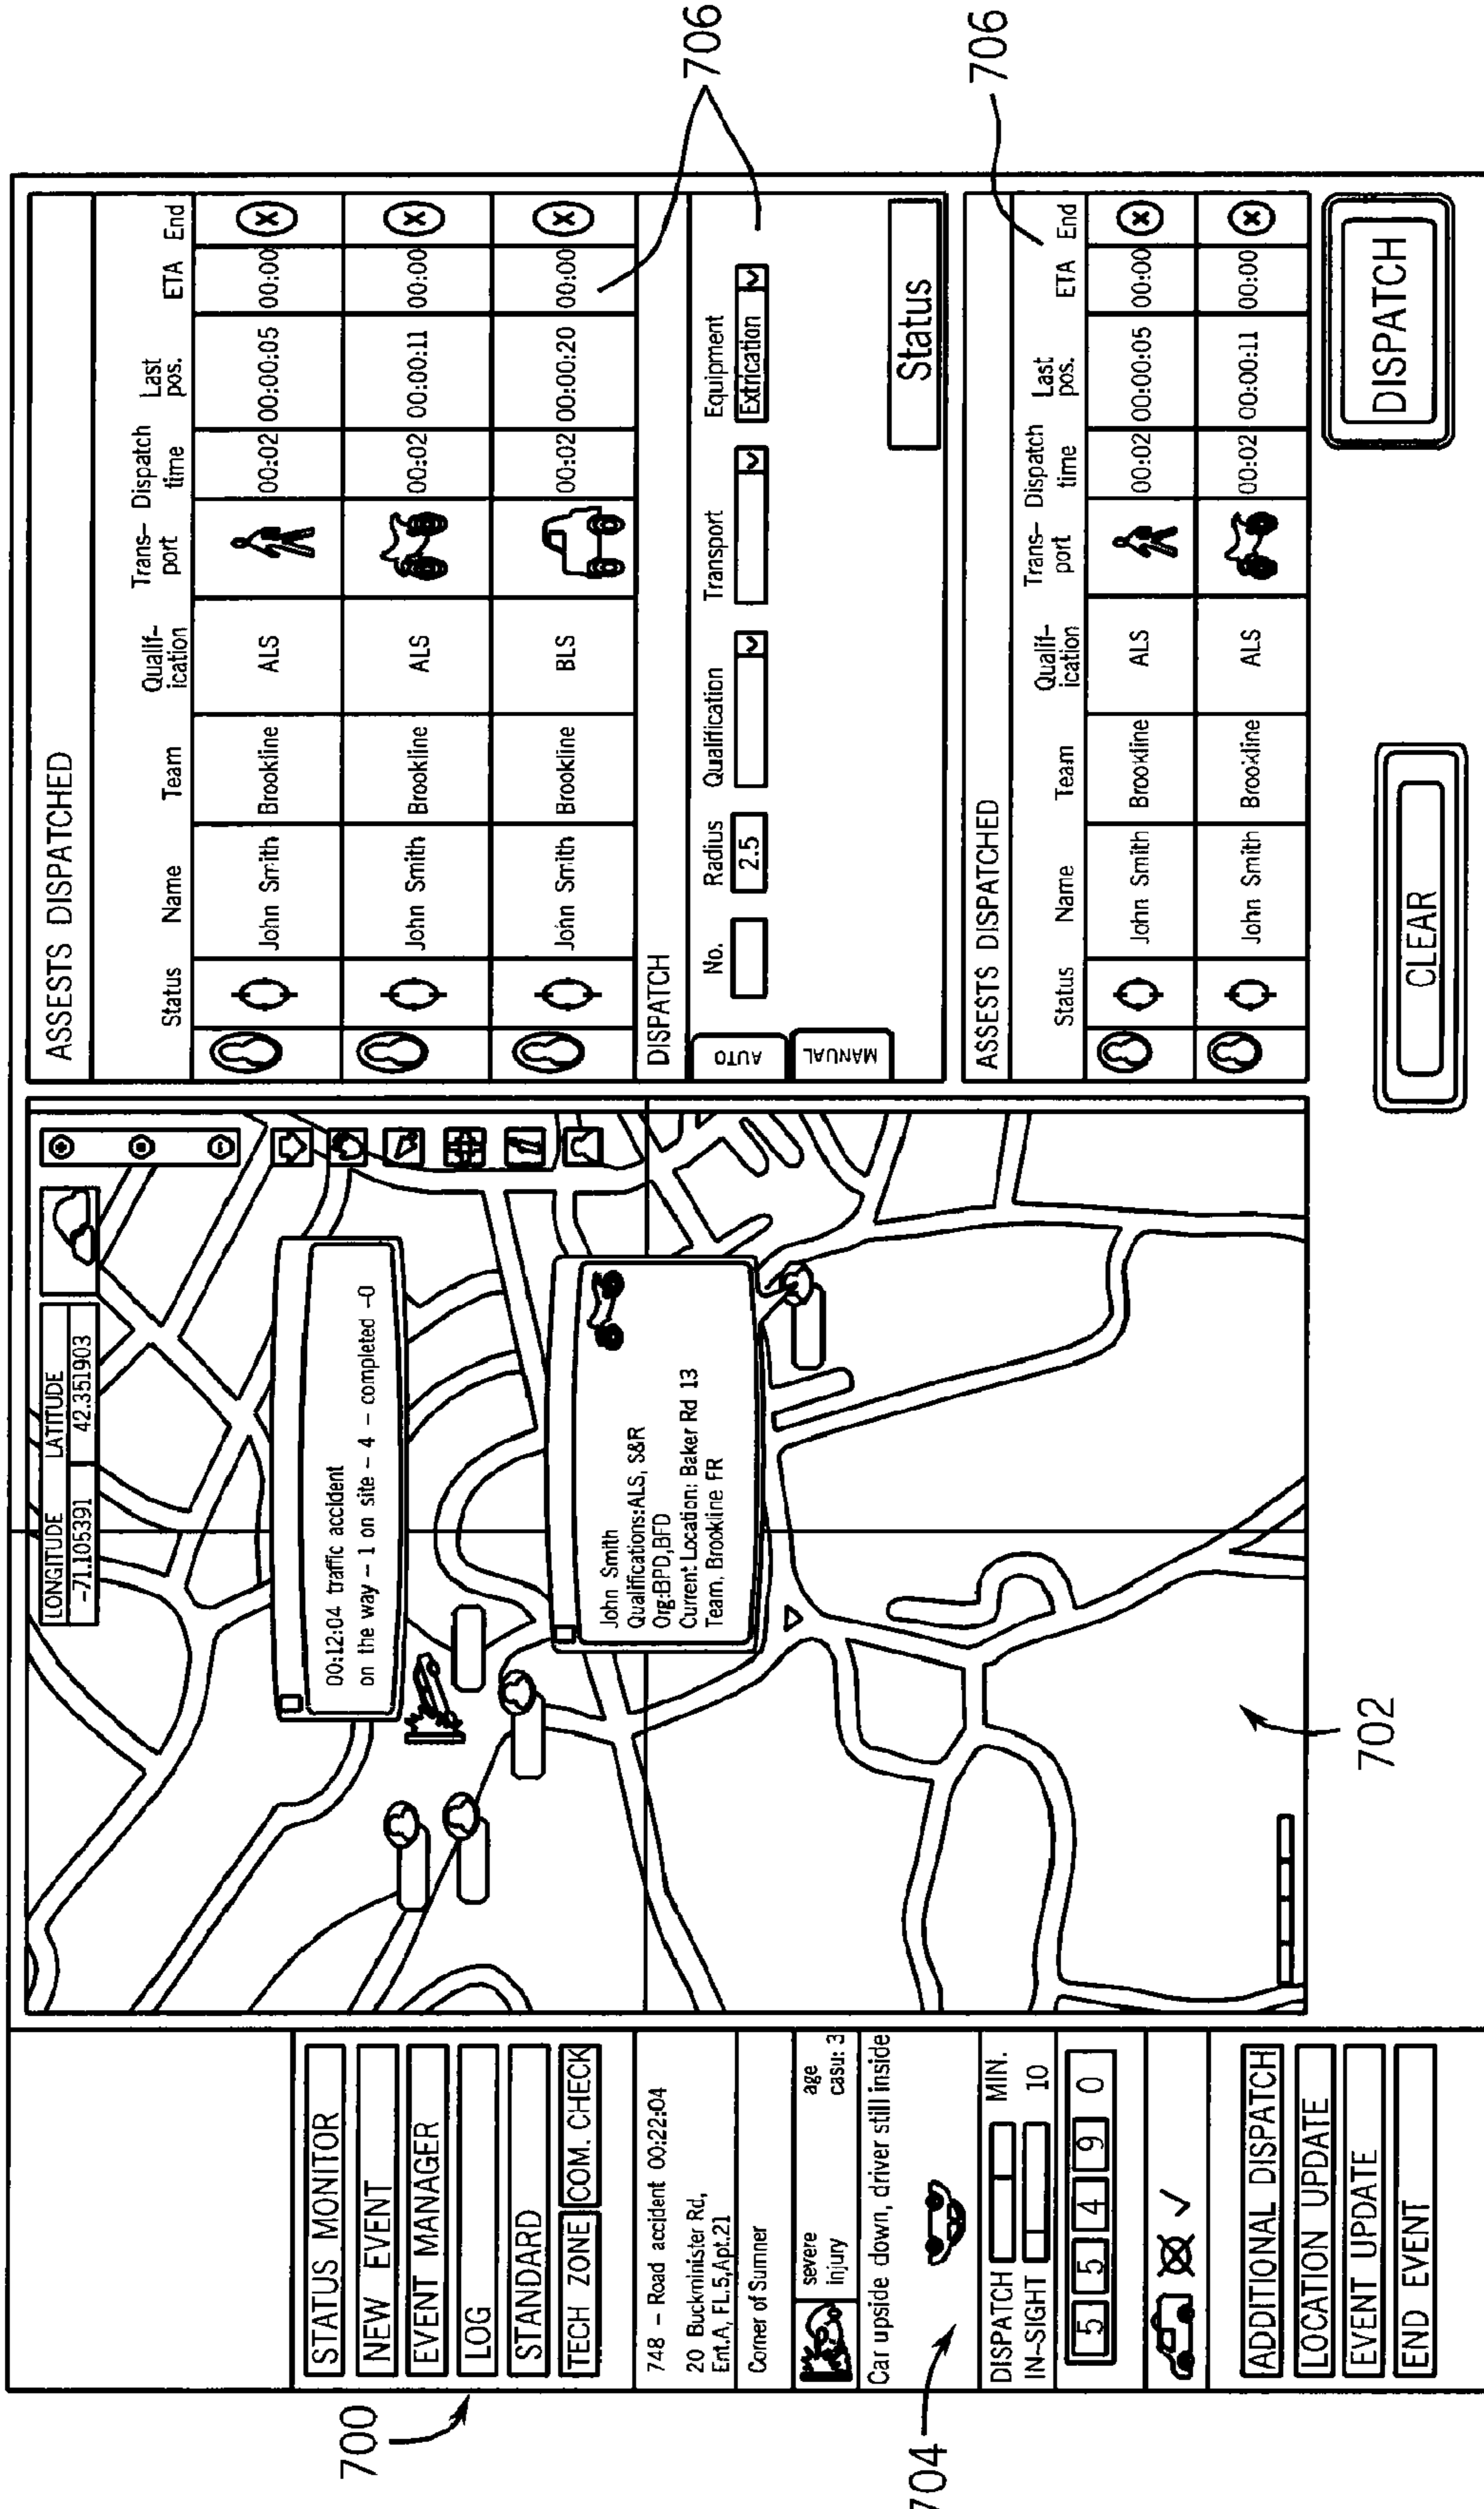 700
STATUS MONITOR
NEW EVENT
EVENT MANAGER
LOG
STANDARD
TECH ZONE
COM. CHECK
748 - Road accident 00:22:04
20 Buckminister Rd,
Ent.A, FL.5,Apt.21
Corner of Sumner
severe
injury
age
casu: 3
Car upside down, driver still inside
704
DISPATCH MIN.
IN-SIGHT 10
5 5 4 9 0
ADDITIONAL DISPATCH
LOCATION UPDATE
EVENT UPDATE
END EVENT
LONGITUDE LATITUDE
-71.105391 42.351903
00:12:04 traffic accident
on the way -- 1 on site - 4 - completed -0
John Smith
Qualifications:ALS, S&R
Org:BPD,BFD
Current Location: Baker Rd 13
Team, Brookline FR
702
ASSESTS DISPATCHED
Status Name Team Qualif-ication Trans-port Dispatch time Last pos. ETA End
John Smith Brookline ALS 00:02 00:00:05 00:00 X
John Smith Brookline ALS 00:02 00:00:11 00:00 X
John Smith Brookline BLS 00:02 00:00:20 00:00 X
706
DISPATCH
AUTO
MANUAL
No. Radius Qualification Transport Equipment
2.5 Extrication
Status
ASSESTS DISPATCHED
Status Name Team Qualif-ication Trans-port Dispatch time Last pos. ETA End
John Smith Brookline ALS 00:02 00:00:05 00:00 X
John Smith Brookline ALS 00:02 00:00:11 00:00 X
706
CLEAR
DISPATCH